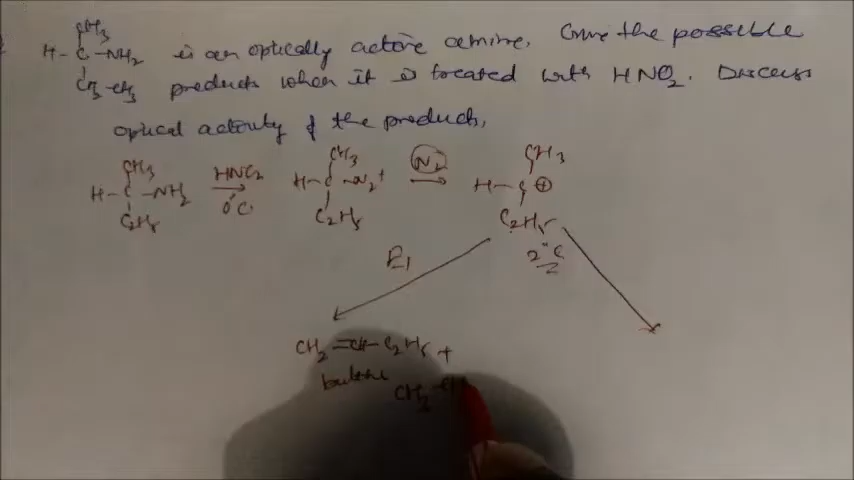 CH3
H-C-NH2 is an optically active amine. Give the possible
CH2-CH3 products when it is treated with HNO2. Discuss
optical activity of the products.
CH3 CH3 CH3
H-C-NH2 HNO2 0°C H-C-N2+ N2 H-C ⊕
C2H5 C2H5 C2H5
E1 2°C
CH2=CH-C2H5 +
butene CH2